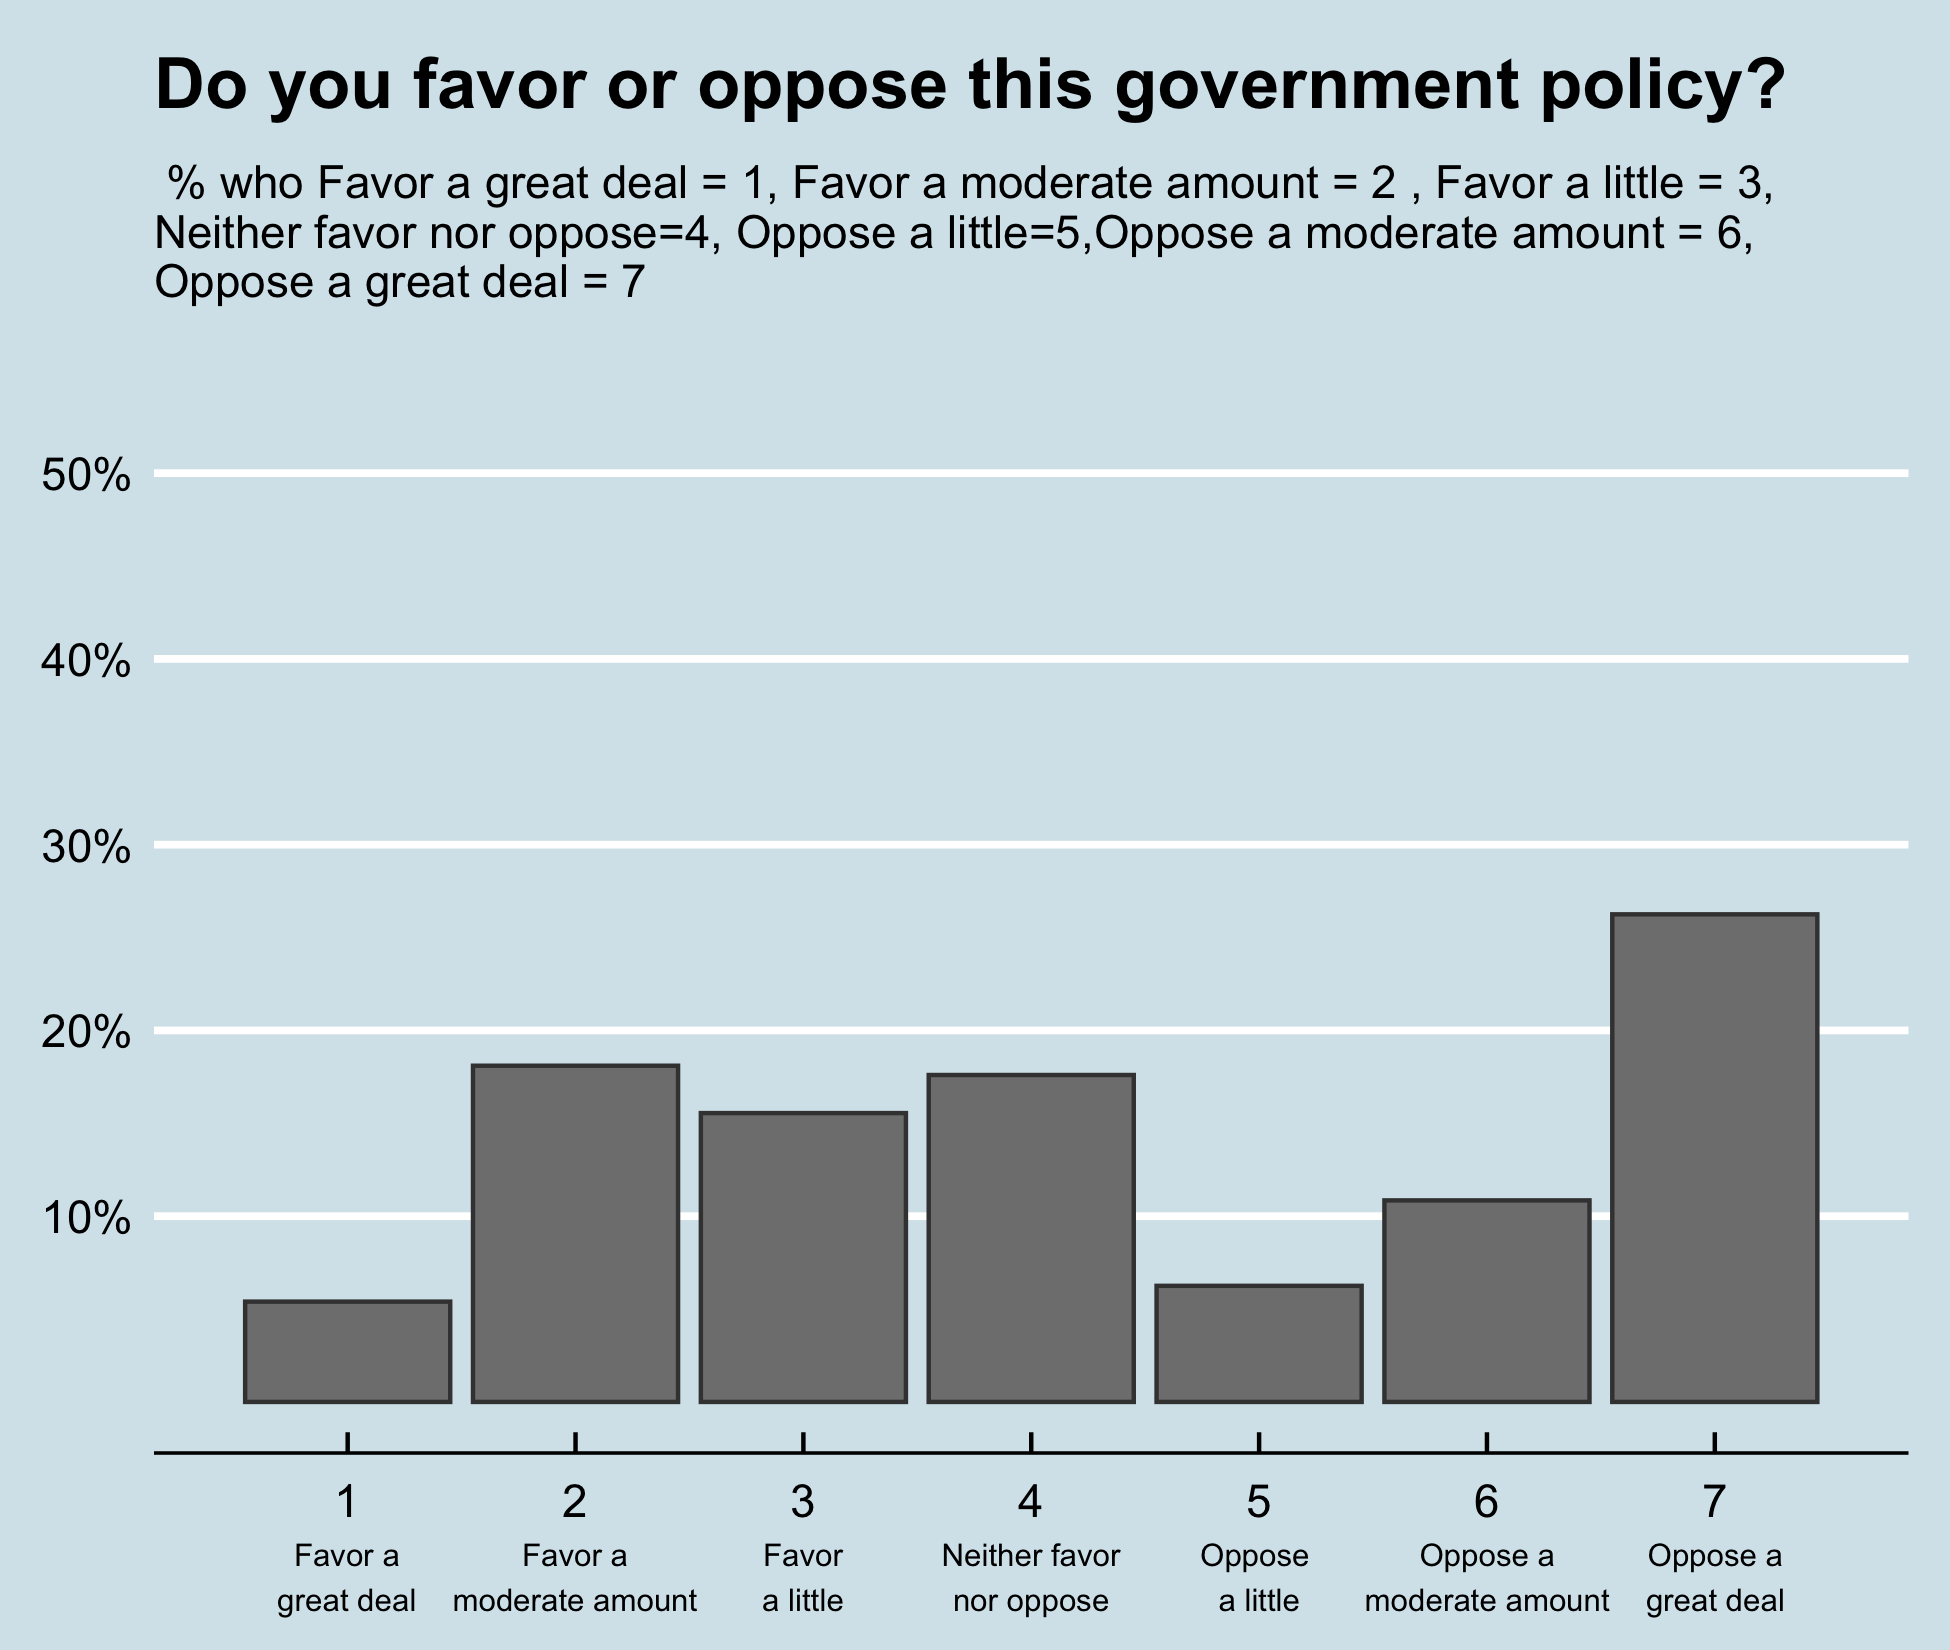 Do you favor or oppose this government policy?
% who Favor a great deal = 1, Favor a moderate amount = 2 , Favor a little = 3,
Neither favor nor oppose=4, Oppose a little=5,Oppose a moderate amount = 6,
Oppose a great deal = 7
50%
40%
30%
20%
10%
1 2 3 4 5 6 7
Favor a Favor a Favor Neither favor Oppose Oppose a Oppose a
great deal moderate amount a little nor oppose a little moderate amount great deal